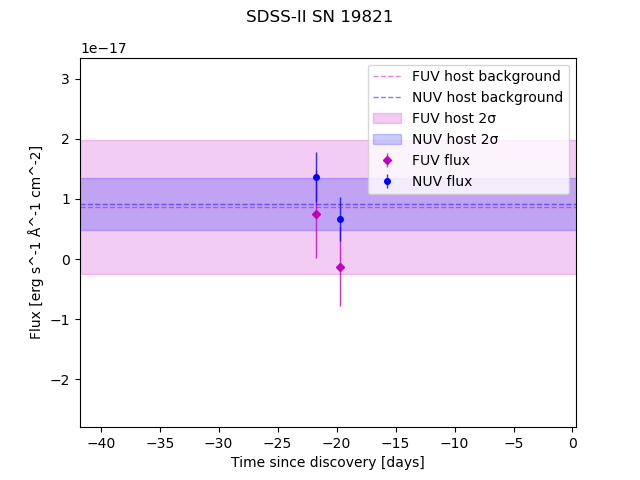 SDSS-II SN 19821
1e−17
FUV host background
NUV host background
FUV host 2σ
NUV host 2σ
FUV flux
NUV flux
3
2
1
0
−1
−2
Flux [erg s^-1 Å^-1 cm^-2]
−40 −35 −30 −25 −20 −15 −10 −5 0
Time since discovery [days]